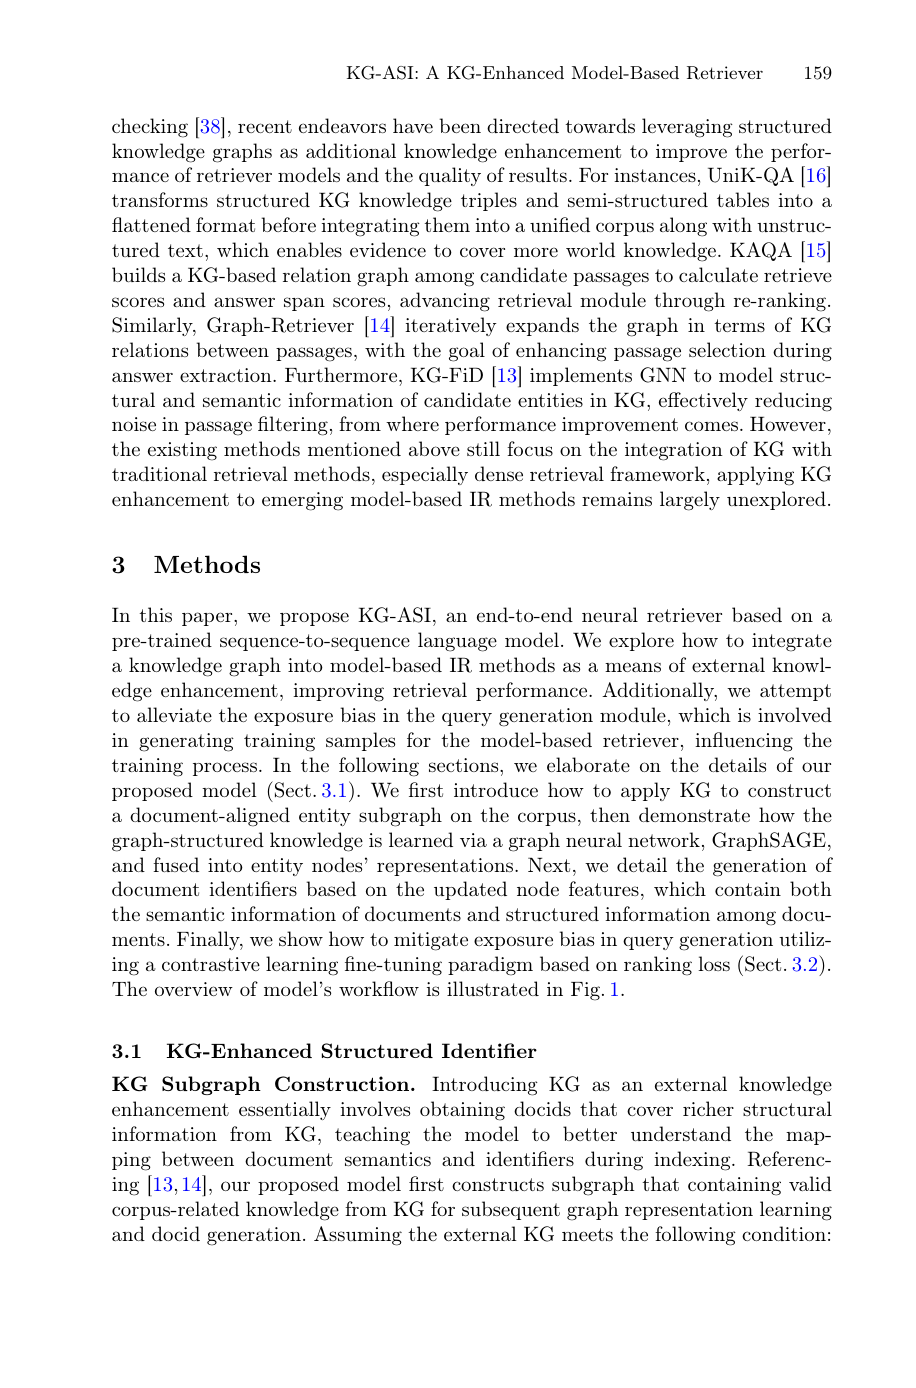 KG-ASI: A KG-Enhanced Model-Based Retriever 159
checking [38], recent endeavors have been directed towards leveraging structured
knowledge graphs as additional knowledge enhancement to improve the perfor-
mance of retriever models and the quality of results. For instances, UniK-QA [16]
transforms structured KG knowledge triples and semi-structured tables into a
flattened format before integrating them into a unified corpus along with unstruc-
tured text, which enables evidence to cover more world knowledge. KAQA [15]
builds a KG-based relation graph among candidate passages to calculate retrieve
scores and answer span scores, advancing retrieval module through re-ranking.
Similarly, Graph-Retriever [14] iteratively expands the graph in terms of KG
relations between passages, with the goal of enhancing passage selection during
answer extraction. Furthermore, KG-FiD [13] implements GNN to model struc-
tural and semantic information of candidate entities in KG, effectively reducing
noise in passage filtering, from where performance improvement comes. However,
the existing methods mentioned above still focus on the integration of KG with
traditional retrieval methods, especially dense retrieval framework, applying KG
enhancement to emerging model-based IR methods remains largely unexplored.
3 Methods
In this paper, we propose KG-ASI, an end-to-end neural retriever based on a
pre-trained sequence-to-sequence language model. We explore how to integrate
a knowledge graph into model-based IR methods as a means of external knowl-
edge enhancement, improving retrieval performance. Additionally, we attempt
to alleviate the exposure bias in the query generation module, which is involved
in generating training samples for the model-based retriever, influencing the
training process. In the following sections, we elaborate on the details of our
proposed model (Sect. 3.1). We first introduce how to apply KG to construct
a document-aligned entity subgraph on the corpus, then demonstrate how the
graph-structured knowledge is learned via a graph neural network, GraphSAGE,
and fused into entity nodes' representations. Next, we detail the generation of
document identifiers based on the updated node features, which contain both
the semantic information of documents and structured information among docu-
ments. Finally, we show how to mitigate exposure bias in query generation utiliz-
ing a contrastive learning fine-tuning paradigm based on ranking loss (Sect. 3.2).
The overview of model's workflow is illustrated in Fig. 1.
3.1 KG-Enhanced Structured Identifier
KG Subgraph Construction. Introducing KG as an external knowledge
enhancement essentially involves obtaining docids that cover richer structural
information from KG, teaching the model to better understand the map-
ping between document semantics and identifiers during indexing. Referenc-
ing [13,14], our proposed model first constructs subgraph that containing valid
corpus-related knowledge from KG for subsequent graph representation learning
and docid generation. Assuming the external KG meets the following condition: